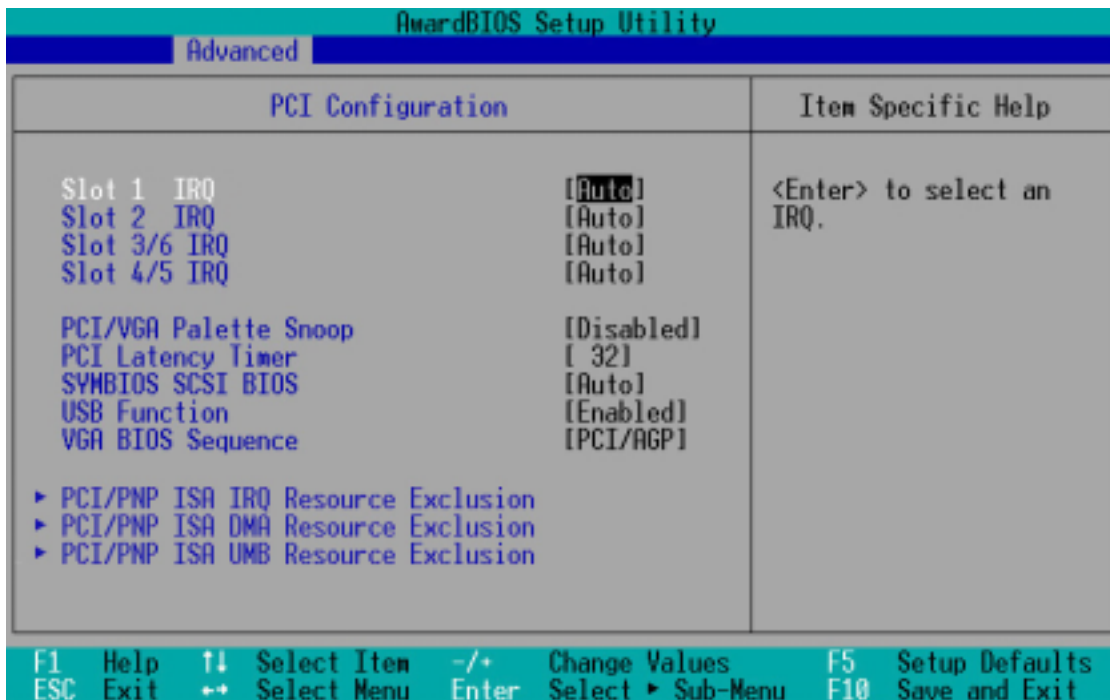 AwardBIOS Setup Utility
Advanced
PCI Configuration
Item Specific Help
Slot 1 IRQ [Auto]
Slot 2 IRQ [Auto]
Slot 3/6 IRQ [Auto]
Slot 4/5 IRQ [Auto]
PCI/VGA Palette Snoop [Disabled]
PCI Latency Timer [ 32]
SYMBIOS SCSI BIOS [Auto]
USB Function [Enabled]
VGA BIOS Sequence [PCI/AGP]
▸ PCI/PNP ISA IRQ Resource Exclusion
▸ PCI/PNP ISA DMA Resource Exclusion
▸ PCI/PNP ISA UMB Resource Exclusion
<Enter> to select an
IRQ.
F1 Help ↑↓ Select Item -/+ Change Values F5 Setup Defaults
ESC Exit ←→ Select Menu Enter Select ▸ Sub-Menu F10 Save and Exit